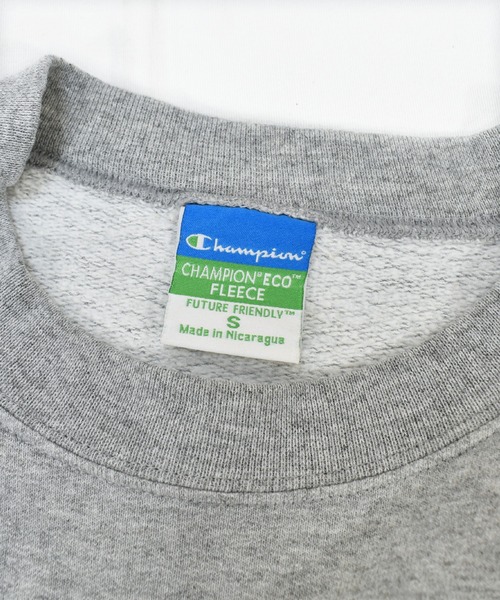 Champion®
CHAMPION® ECO™
FLEECE
FUTURE FRIENDLY™
S
Made in Nicaragua